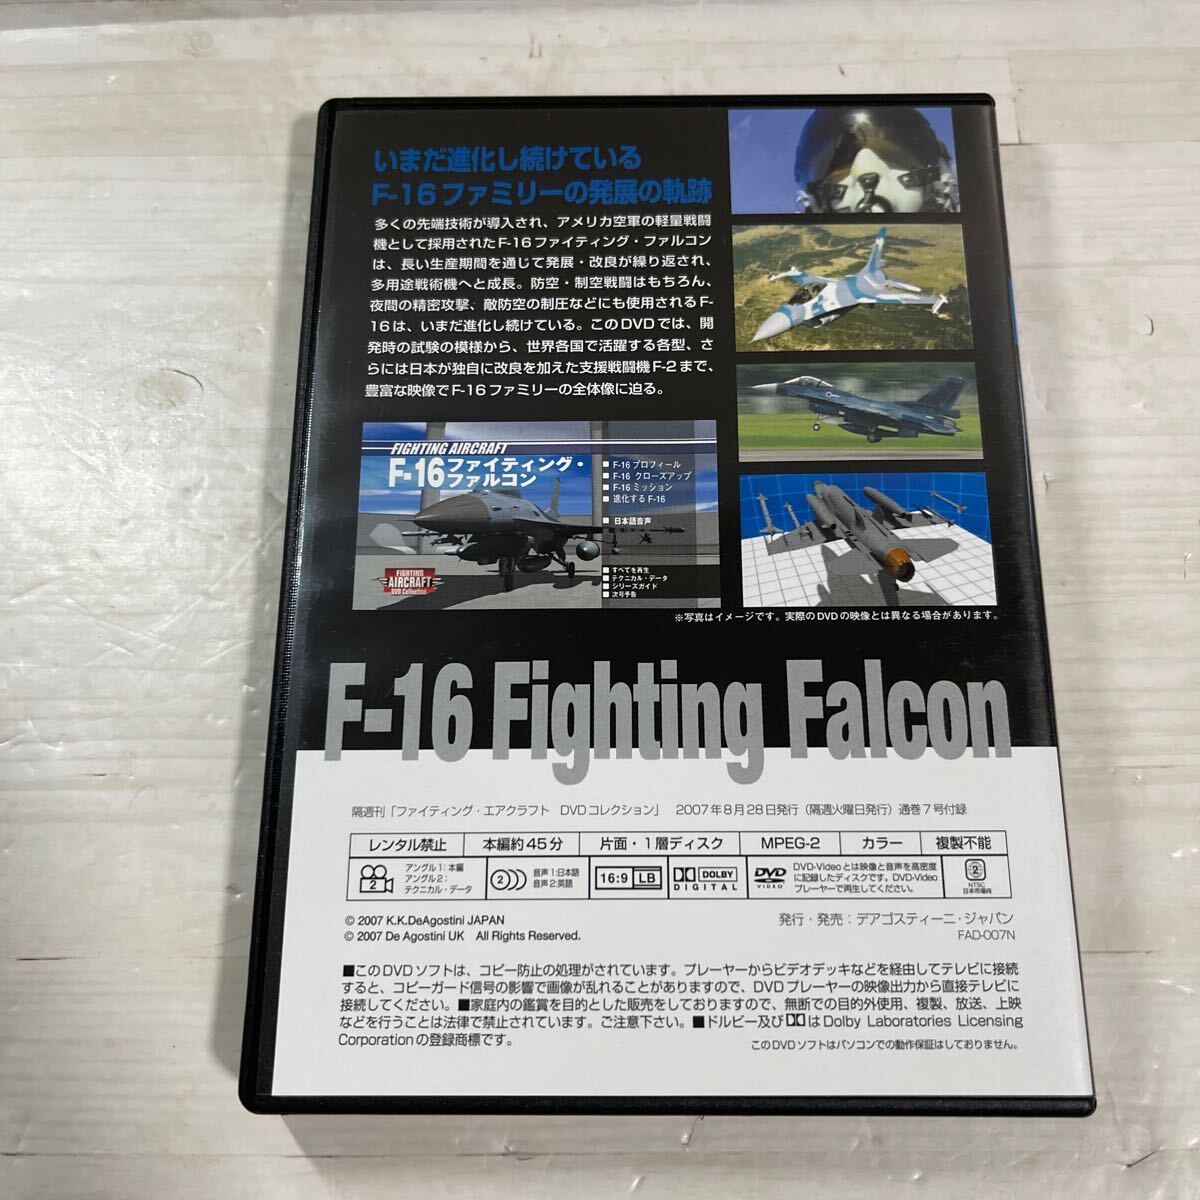 いまだ進化し続けている
F-16ファミリーの発展の軌跡
多くの先端技術が導入され、アメリカ空軍の軽量戦闘
機として採用されたF-16ファイティング・ファルコン
は、長い生産期間を通じて発展・改良が繰り返され、
多用途戦術機へと成長。防空・制空戦闘はもちろん、
夜間の精密攻撃、敵防空の制圧などにも使用されるF-
16は、いまだ進化し続けている。このDVDでは、開
発時の試験の模様から、世界各国で活躍する各型、さ
らには日本が独自に改良を加えた支援戦闘機F-2まで、
豊富な映像でF-16ファミリーの全体像に迫る。
FIGHTING AIRCRAFT
F-16ファイティング・
ファルコン
■F-16 プロフィール
■F-16 クローズアップ
■F-16 ミッション
■進化する F-16
■日本語音声
■すべてを再生
■テクニカル・データ
■シリーズガイド
■次号予告
FIGHTING
AIRCRAFT
DVD Collection
※写真はイメージです。実際のDVDの映像とは異なる場合があります。
F-16 Fighting Falcon
隔週刊「ファイティング・エアクラフト DVDコレクション」 2007年8月28日発行（隔週火曜日発行）通巻7号付録
レンタル禁止 本編約45分 片面・1層ディスク MPEG-2 カラー 複製不能
2
アングル1：本編
アングル2：
テクニカル・データ
2
音声1：日本語
音声2：英語
16:9 LB
DOLBY
DIGITAL
DVD
VIDEO
DVD-Videoとは映像と音声を高密度
に記録したディスクです。DVD-Video
プレーヤーで再生してください。
2
NTSC
日本市場向
© 2007 K.K.DeAgostini JAPAN
© 2007 De Agostini UK All Rights Reserved.
発行・発売：デアゴスティーニ・ジャパン
FAD-007N
■このDVDソフトは、コピー防止の処理がされています。プレーヤーからビデオデッキなどを経由してテレビに接続
すると、コピーガード信号の影響で画像が乱れることがありますので、DVDプレーヤーの映像出力から直接テレビに
接続してください。■家庭内の鑑賞を目的とした販売をしておりますので、無断での目的外使用、複製、放送、上映
などを行うことは法律で禁止されています。ご注意下さい。■ドルビー及びはDolby Laboratories Licensing
Corporationの登録商標です。
このDVDソフトはパソコンでの動作保証はしておりません。